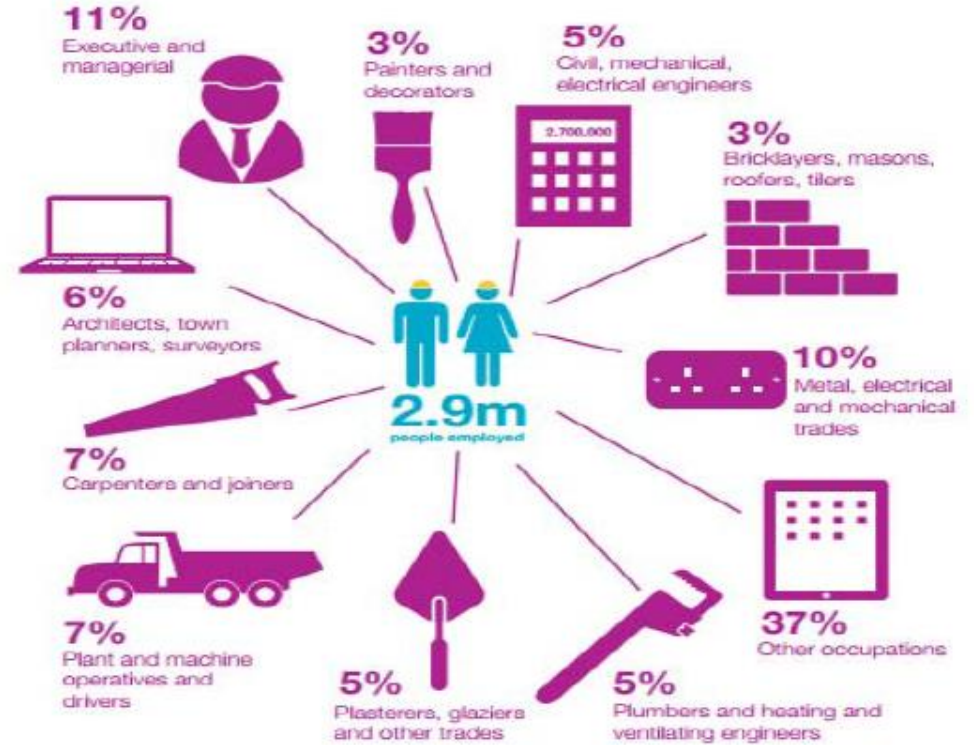 11%
Executive and
managerial
3%
Painters and
decorators
5%
Civil, mechanical,
electrical engineers
2.700.000
3%
Bricklayers, masons,
roofers, tilers
6%
Architects, town
planners, surveyors
10%
Metal, electrical
and mechanical
trades
2.9m
people employed
7%
Carpenters and joiners
7%
Plant and machine
operatives and
drivers
5%
Plasterers, glaziers
and other trades
5%
Plumbers and heating and
ventilating engineers
37%
Other occupations